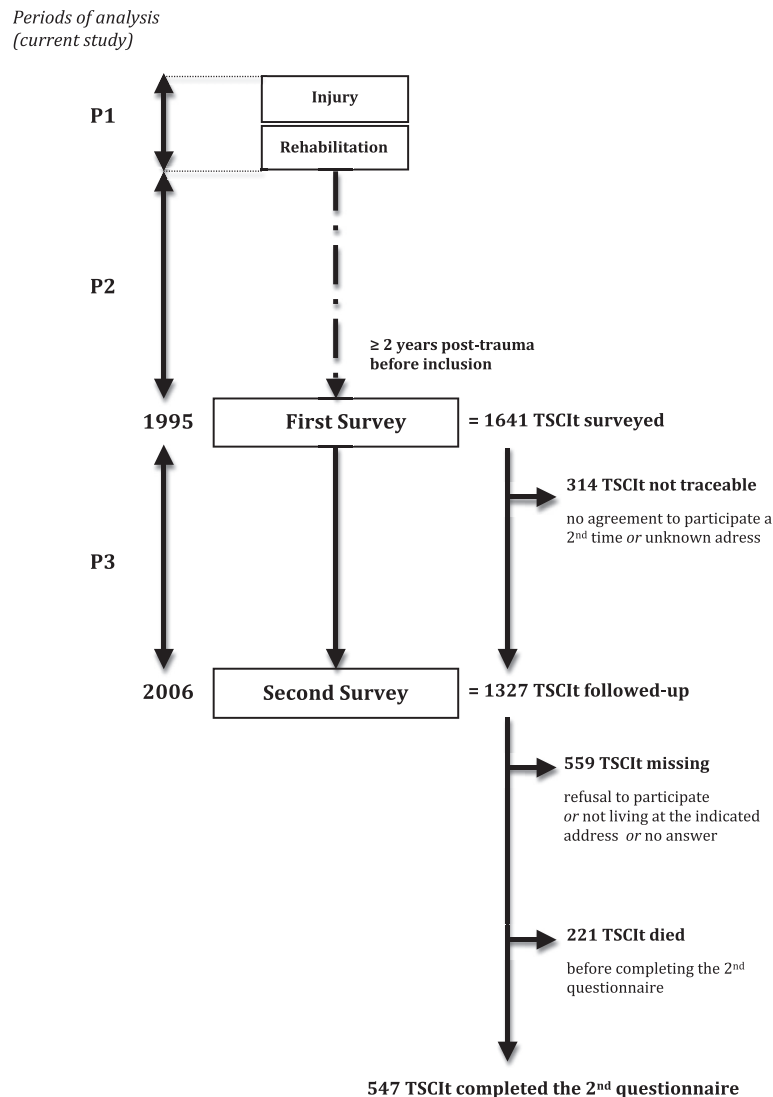 Periods of analysis
(current study)
P1
Injury
Rehabilitation
P2
≥ 2 years post-trauma
before inclusion
1995
First Survey
= 1641 TSCIt surveyed
314 TSCIt not traceable
no agreement to participate a
2nd time or unknown adress
P3
2006
Second Survey
= 1327 TSCIt followed-up
559 TSCIt missing
refusal to participate
or not living at the indicated
address or no answer
221 TSCIt died
before completing the 2nd
questionnaire
547 TSCIt completed the 2nd questionnaire